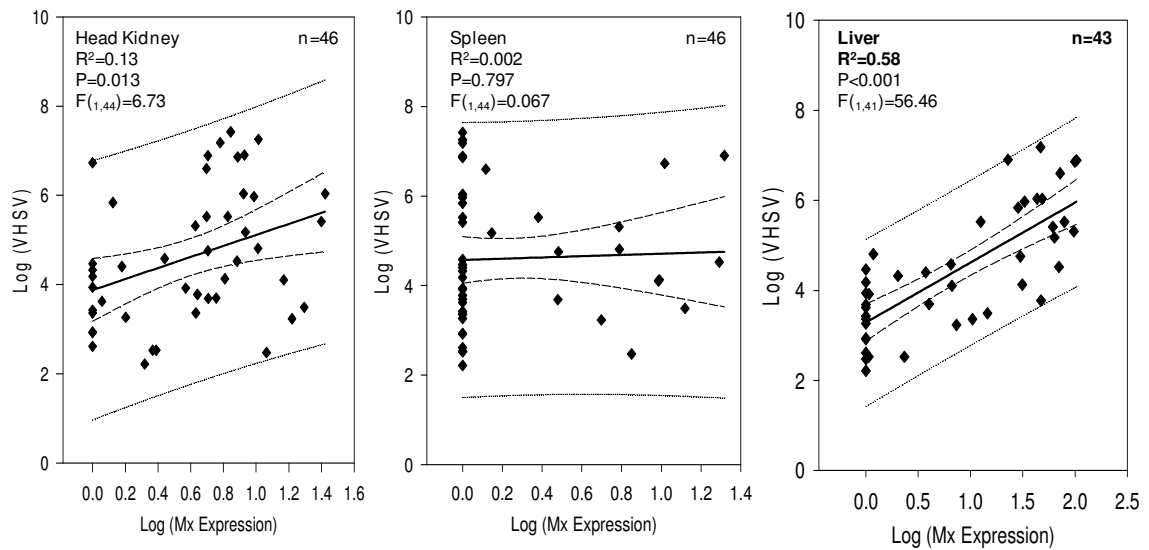 Head Kidney n=46
R²=0.13
P=0.013
F(1,44)=6.73
10
8
6
4
2
0
Log (VHSV)
0.0 0.2 0.4 0.6 0.8 1.0 1.2 1.4 1.6
Log (Mx Expression)
Spleen n=46
R²=0.002
P=0.797
F(1,44)=0.067
10
8
6
4
2
0
Log (VHSV)
0.0 0.2 0.4 0.6 0.8 1.0 1.2 1.4
Log (Mx Expression)
Liver n=43
R²=0.58
P<0.001
F(1,41)=56.46
10
8
6
4
2
0
Log (VHSV)
0.0 0.5 1.0 1.5 2.0 2.5
Log (Mx Expression)